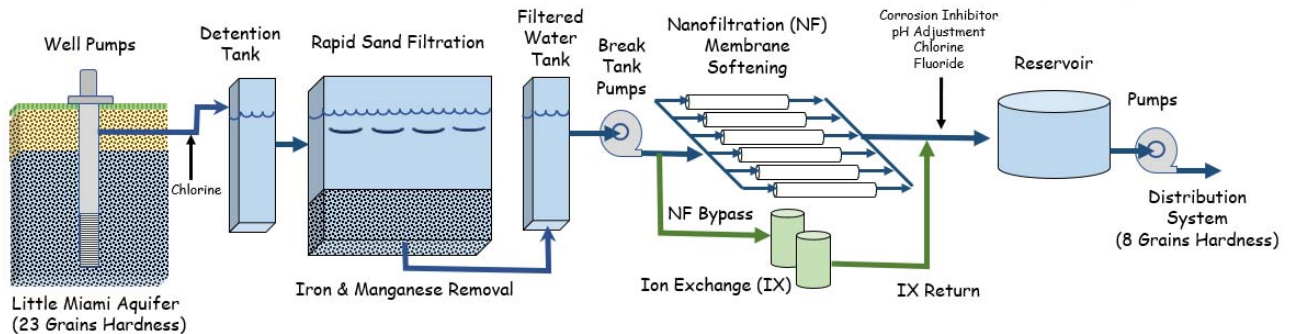 Well Pumps
Chlorine
Little Miami Aquifer
(23 Grains Hardness)
Detention
Tank
Rapid Sand Filtration
Iron & Manganese Removal
Filtered
Water
Tank
Break
Tank
Pumps
Nanofiltration (NF)
Membrane
Softening
NF Bypass
Ion Exchange (IX)
IX Return
Corrosion Inhibitor
pH Adjustment
Chlorine
Fluoride
Reservoir
Pumps
Distribution
System
(8 Grains Hardness)